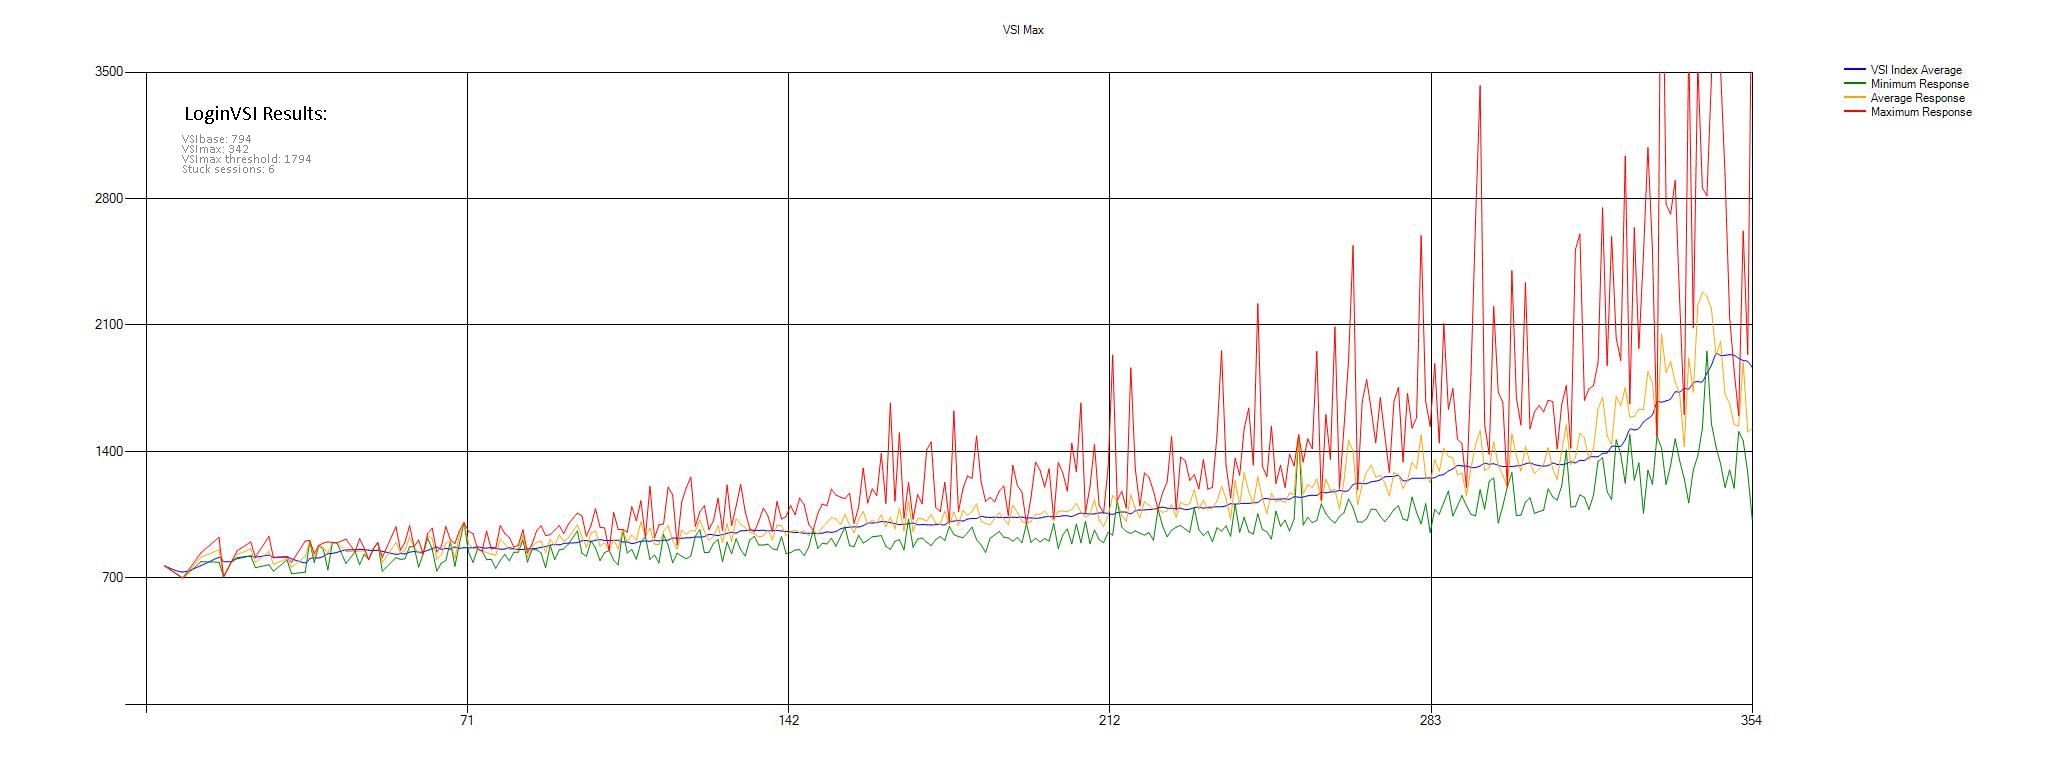 VSI Max
3500
2800
2100
1400
700
71
142
212
283
354
LoginVSI Results:
VSIbase: 794
VSImax: 342
VSImax threshold: 1794
Stuck sessions: 6
VSI Index Average
Minimum Response
Average Response
Maximum Response